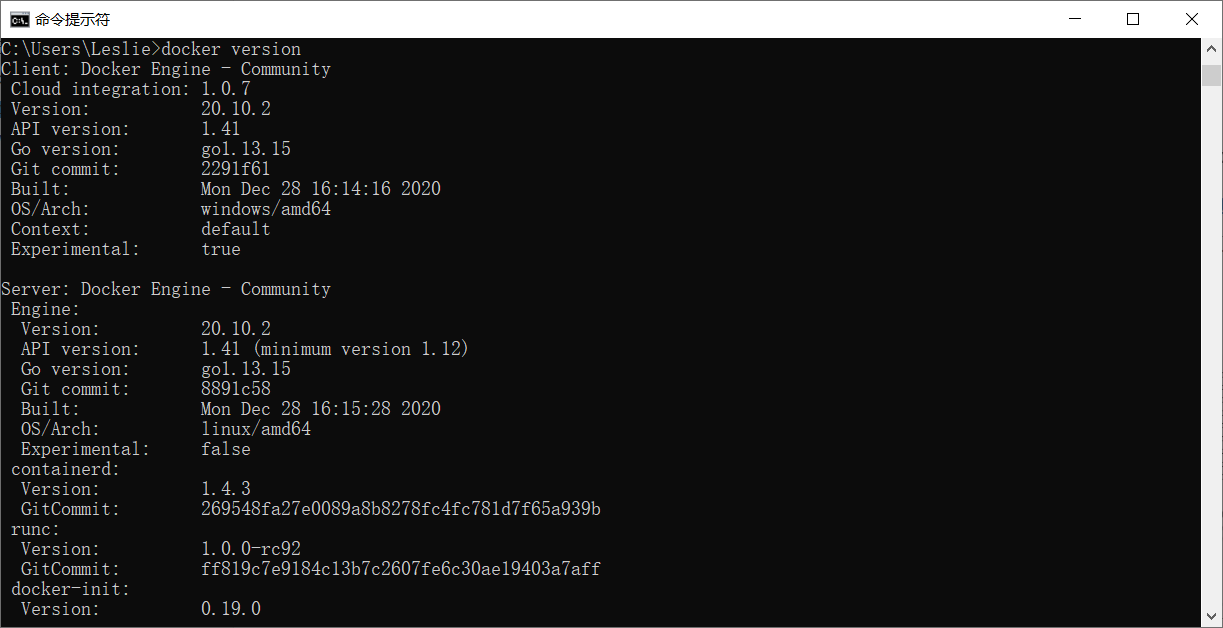 命令提示符
C:\Users\Leslie>docker version
Client: Docker Engine - Community
 Cloud integration: 1.0.7
 Version:           20.10.2
 API version:       1.41
 Go version:        go1.13.15
 Git commit:        2291f61
 Built:             Mon Dec 28 16:14:16 2020
 OS/Arch:           windows/amd64
 Context:           default
 Experimental:      true

Server: Docker Engine - Community
 Engine:
  Version:          20.10.2
  API version:      1.41 (minimum version 1.12)
  Go version:       go1.13.15
  Git commit:       8891c58
  Built:            Mon Dec 28 16:15:28 2020
  OS/Arch:          linux/amd64
  Experimental:     false
 containerd:
  Version:          1.4.3
  GitCommit:        269548fa27e0089a8b8278fc4fc781d7f65a939b
 runc:
  Version:          1.0.0-rc92
  GitCommit:        ff819c7e9184c13b7c2607fe6c30ae19403a7aff
 docker-init:
  Version:          0.19.0